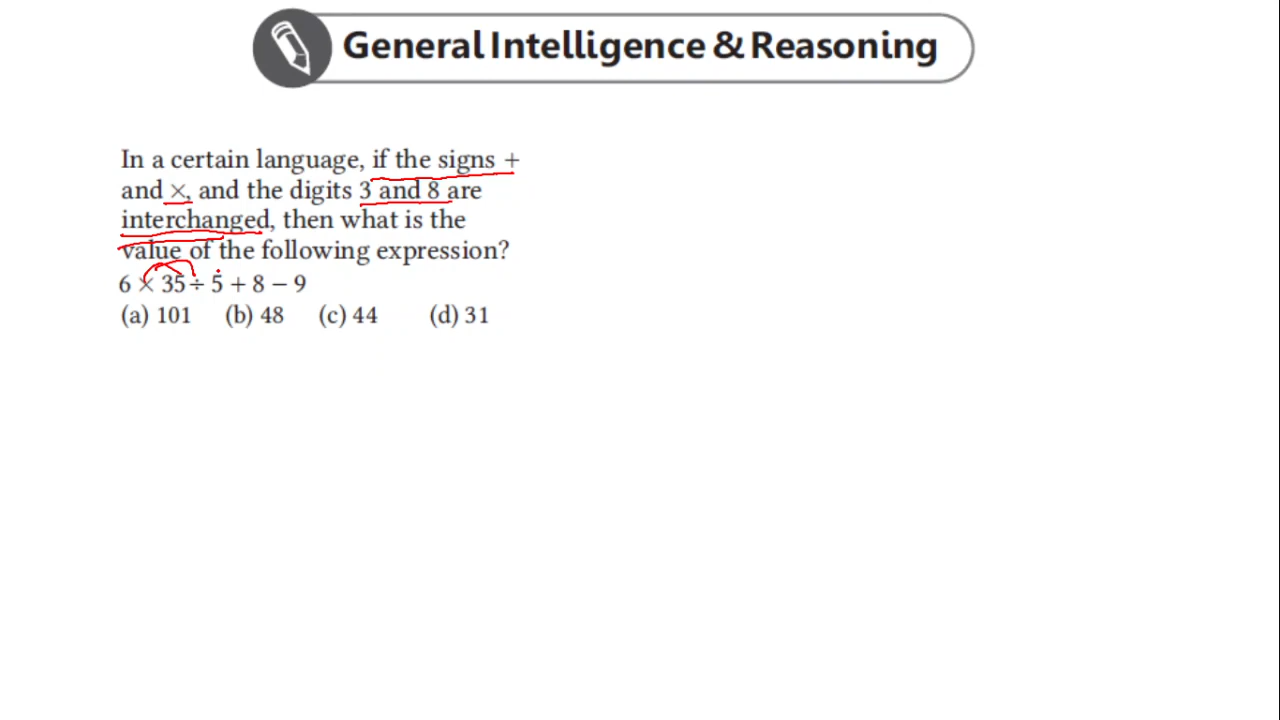 General Intelligence & Reasoning
In a certain language, if the signs +
and ×, and the digits 3 and 8 are
interchanged, then what is the
value of the following expression?
6 × 35 ÷ 5 + 8 − 9
(a) 101 (b) 48 (c) 44 (d) 31